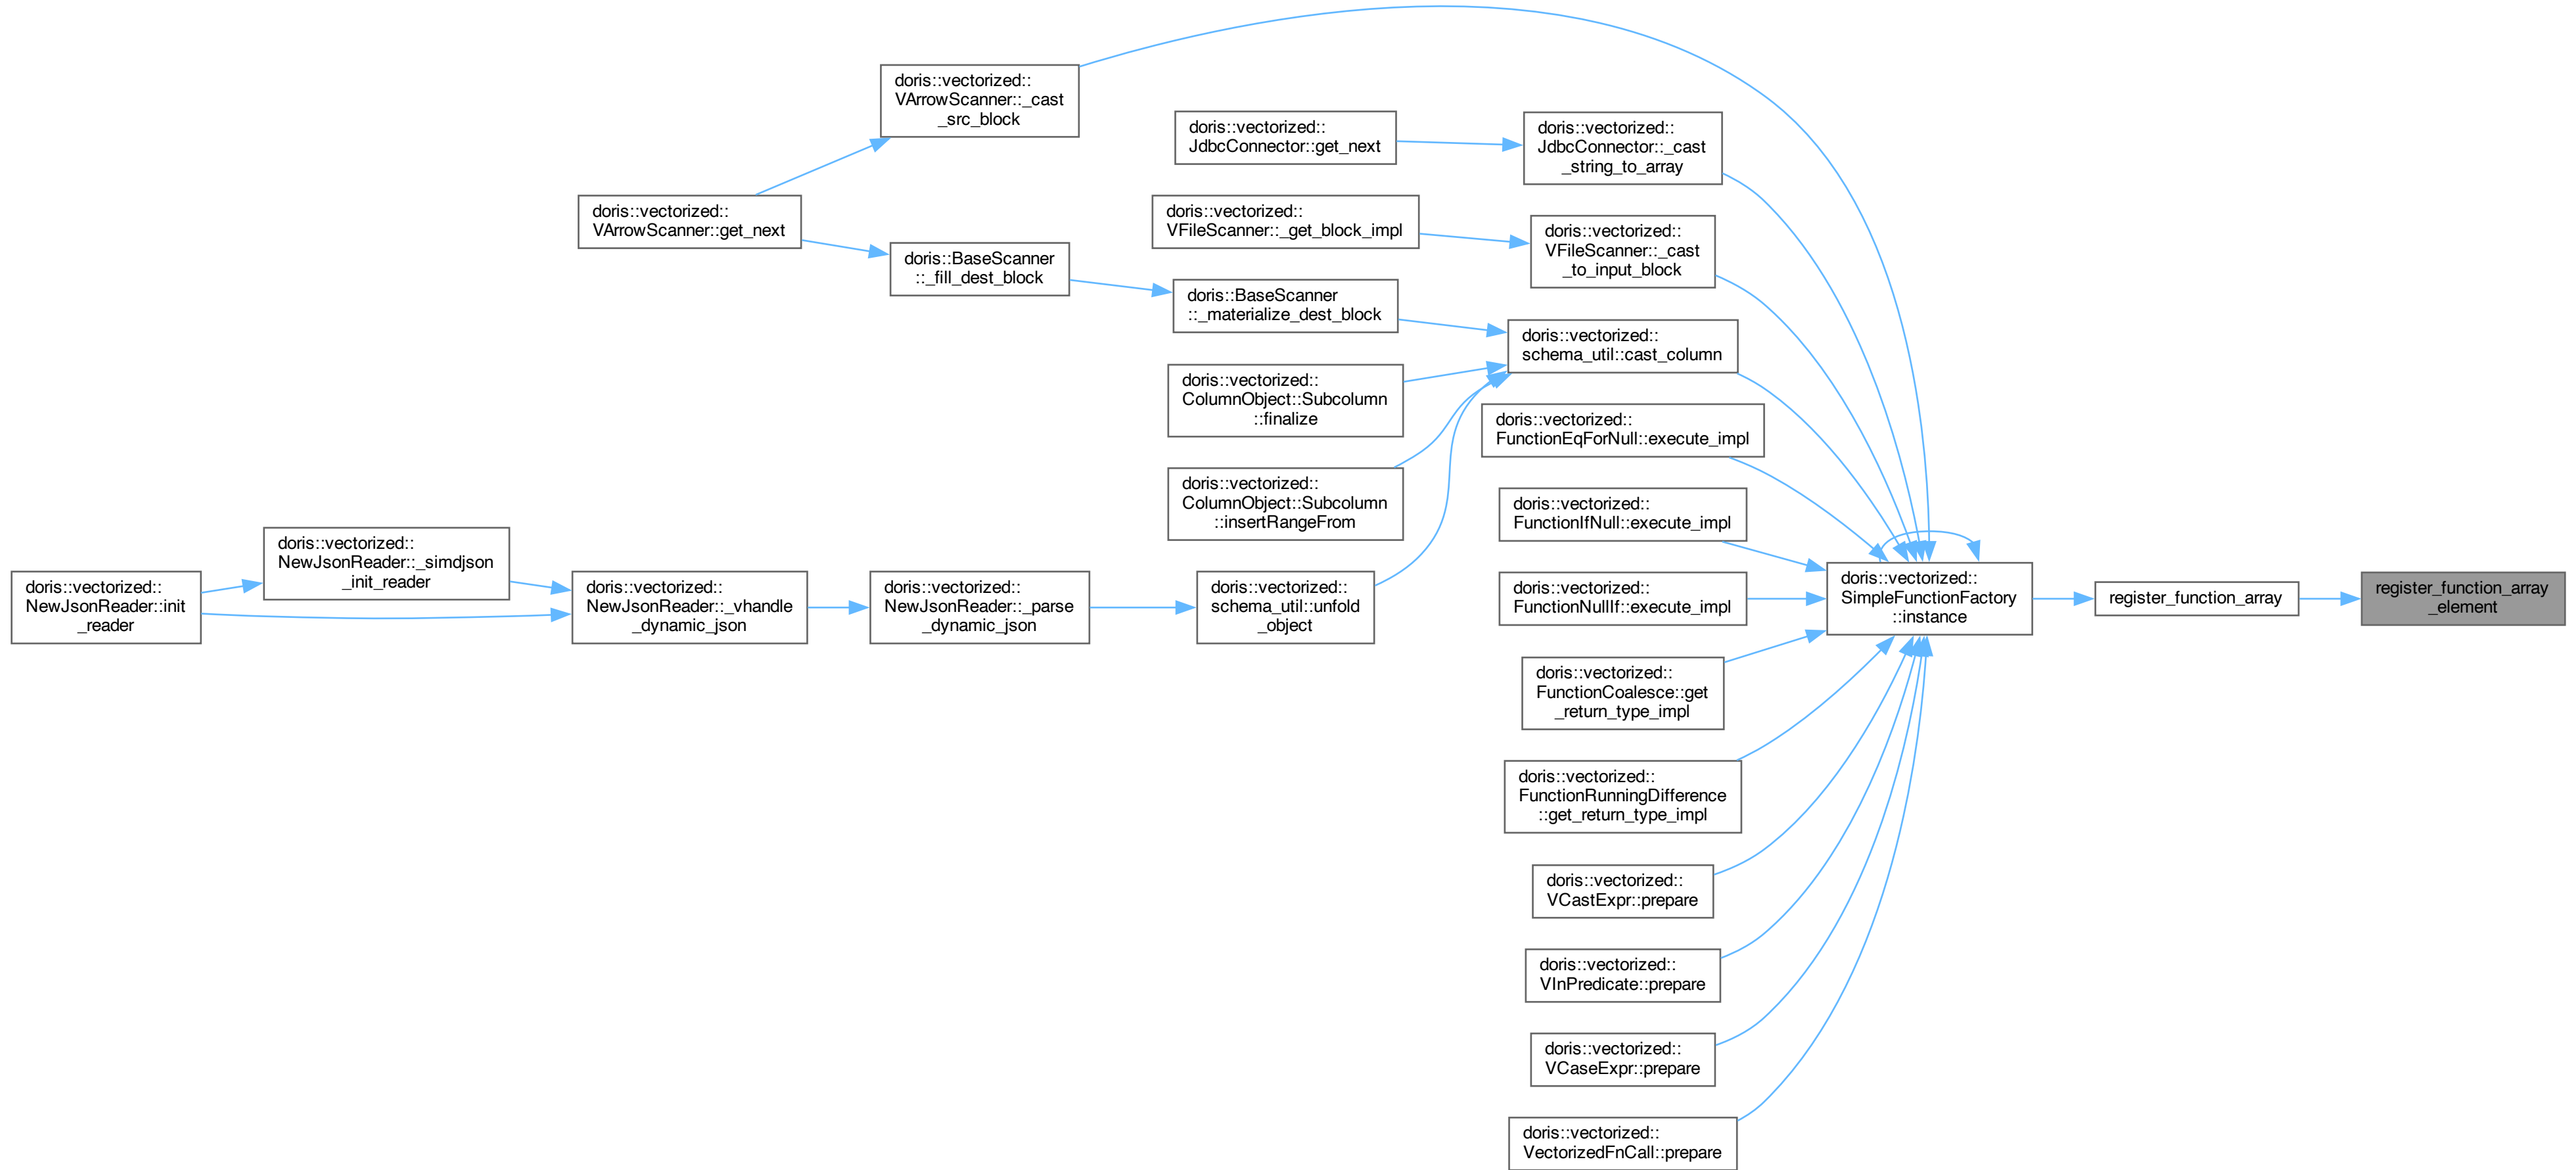 doris::vectorized::
VArrowScanner::_cast
_src_block
doris::vectorized::
JdbcConnector::get_next
doris::vectorized::
JdbcConnector::_cast
_string_to_array
doris::vectorized::
VArrowScanner::get_next
doris::vectorized::
VFileScanner::_get_block_impl
doris::vectorized::
VFileScanner::_cast
_to_input_block
doris::BaseScanner
::_fill_dest_block
doris::BaseScanner
::_materialize_dest_block
doris::vectorized::
schema_util::cast_column
doris::vectorized::
ColumnObject::Subcolumn
::finalize
doris::vectorized::
FunctionEqForNull::execute_impl
doris::vectorized::
ColumnObject::Subcolumn
::insertRangeFrom
doris::vectorized::
FunctionIfNull::execute_impl
doris::vectorized::
NewJsonReader::init
_reader
doris::vectorized::
NewJsonReader::_simdjson
_init_reader
doris::vectorized::
NewJsonReader::_vhandle
_dynamic_json
doris::vectorized::
NewJsonReader::_parse
_dynamic_json
doris::vectorized::
schema_util::unfold
_object
doris::vectorized::
FunctionNullIf::execute_impl
doris::vectorized::
SimpleFunctionFactory
::instance
register_function_array
register_function_array
_element
doris::vectorized::
FunctionCoalesce::get
_return_type_impl
doris::vectorized::
FunctionRunningDifference
::get_return_type_impl
doris::vectorized::
VCastExpr::prepare
doris::vectorized::
VInPredicate::prepare
doris::vectorized::
VCaseExpr::prepare
doris::vectorized::
VectorizedFnCall::prepare